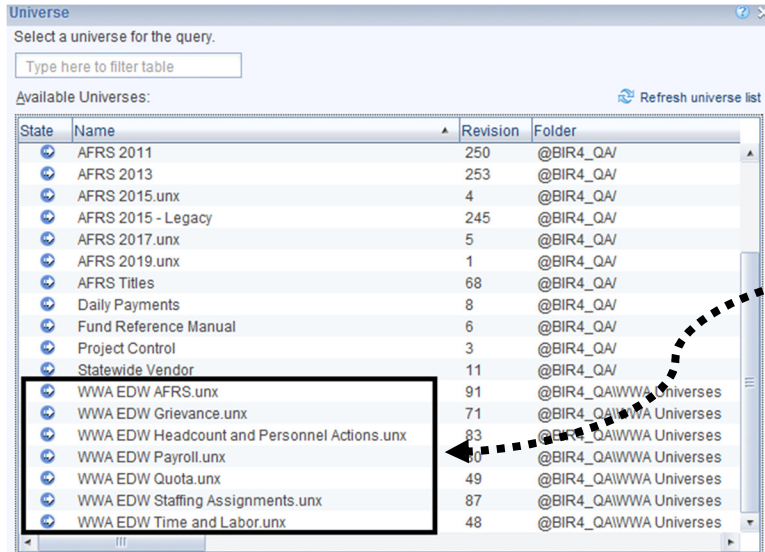 Universe
Select a universe for the query.
Type here to filter table
Available Universes: Refresh universe list
State Name Revision Folder
AFRS 2011 250 @BIR4_QA/
AFRS 2013 253 @BIR4_QA/
AFRS 2015.unx 4 @BIR4_QA/
AFRS 2015 - Legacy 245 @BIR4_QA/
AFRS 2017.unx 5 @BIR4_QA/
AFRS 2019.unx 1 @BIR4_QA/
AFRS Titles 68 @BIR4_QA/
Daily Payments 8 @BIR4_QA/
Fund Reference Manual 6 @BIR4_QA/
Project Control 3 @BIR4_QA/
Statewide Vendor 11 @BIR4_QA/
WWA EDW AFRS.unx 91 @BIR4_QA\WWA Universes
WWA EDW Grievance.unx 71 @BIR4_QA\WWA Universes
WWA EDW Headcount and Personnel Actions.unx 83 @BIR4_QA\WWA Universes
WWA EDW Payroll.unx @BIR4_QA\WWA Universes
WWA EDW Quota.unx 49 @BIR4_QA\WWA Universes
WWA EDW Staffing Assignments.unx 87 @BIR4_QA\WWA Universes
WWA EDW Time and Labor.unx 48 @BIR4_QA\WWA Universes